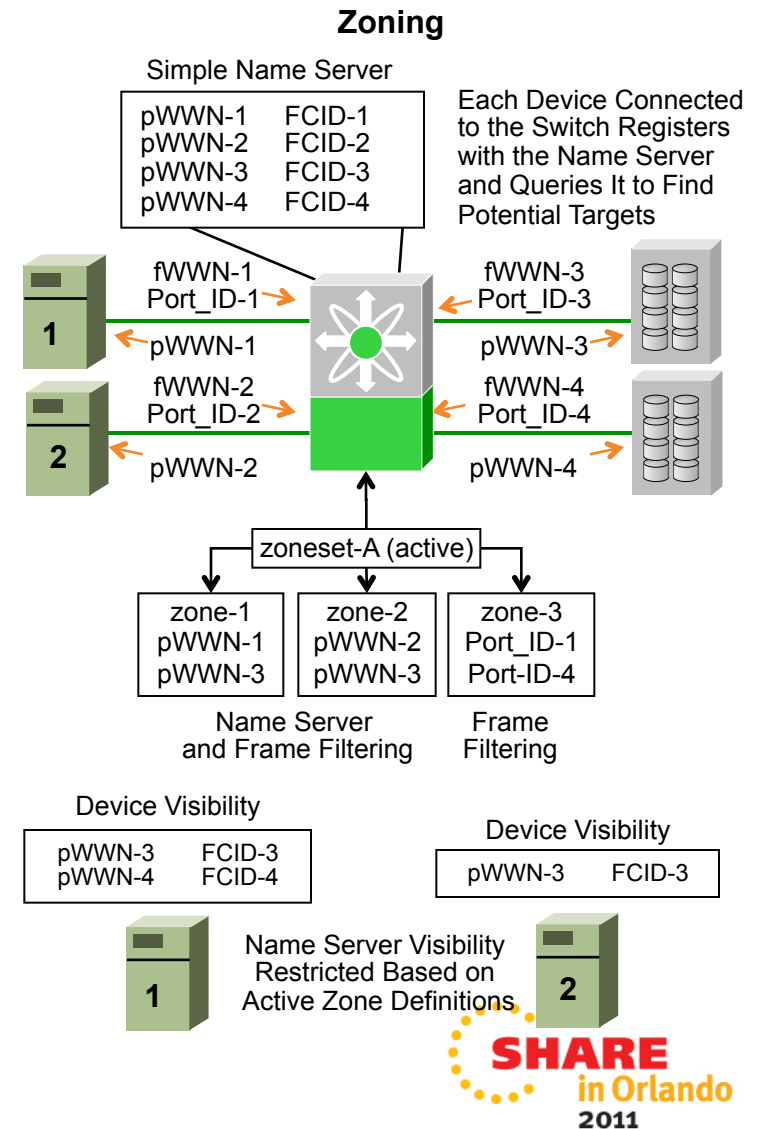 Zoning
Simple Name Server
pWWN-1 FCID-1
pWWN-2 FCID-2
pWWN-3 FCID-3
pWWN-4 FCID-4
Each Device Connected
to the Switch Registers
with the Name Server
and Queries It to Find
Potential Targets
fWWN-1
Port_ID-1
1
pWWN-1
fWWN-3
Port_ID-3
pWWN-3
fWWN-2
Port_ID-2
2
pWWN-2
fWWN-4
Port_ID-4
pWWN-4
zoneset-A (active)
zone-1
pWWN-1
pWWN-3
zone-2
pWWN-2
pWWN-3
zone-3
Port_ID-1
Port-ID-4
Name Server
and Frame Filtering
Frame
Filtering
Device Visibility
pWWN-3 FCID-3
pWWN-4 FCID-4
1
Device Visibility
pWWN-3 FCID-3
2
Name Server Visibility
Restricted Based on
Active Zone Definitions
SHARE
in Orlando
2011